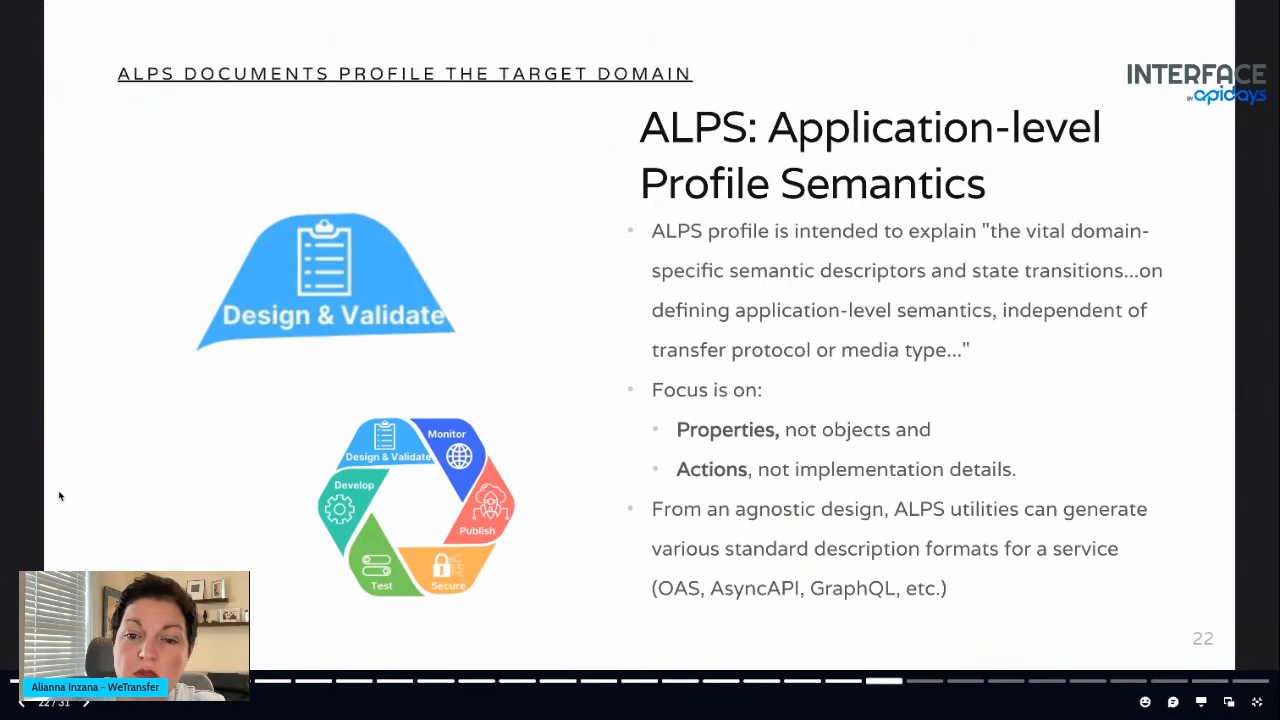 ALPS DOCUMENTS PROFILE THE TARGET DOMAIN
INTERFACE
BY apidays
ALPS: Application-level
Profile Semantics
• ALPS profile is intended to explain "the vital domain-
specific semantic descriptors and state transitions...on
defining application-level semantics, independent of
transfer protocol or media type..."
• Focus is on:
• Properties, not objects and
• Actions, not implementation details.
• From an agnostic design, ALPS utilities can generate
various standard description formats for a service
(OAS, AsyncAPI, GraphQL, etc.)
Design & Validate
Design & Validate
Monitor
Develop
Publish
Test
Secure
22
Alianna Inzana - WeTransfer
22 / 31